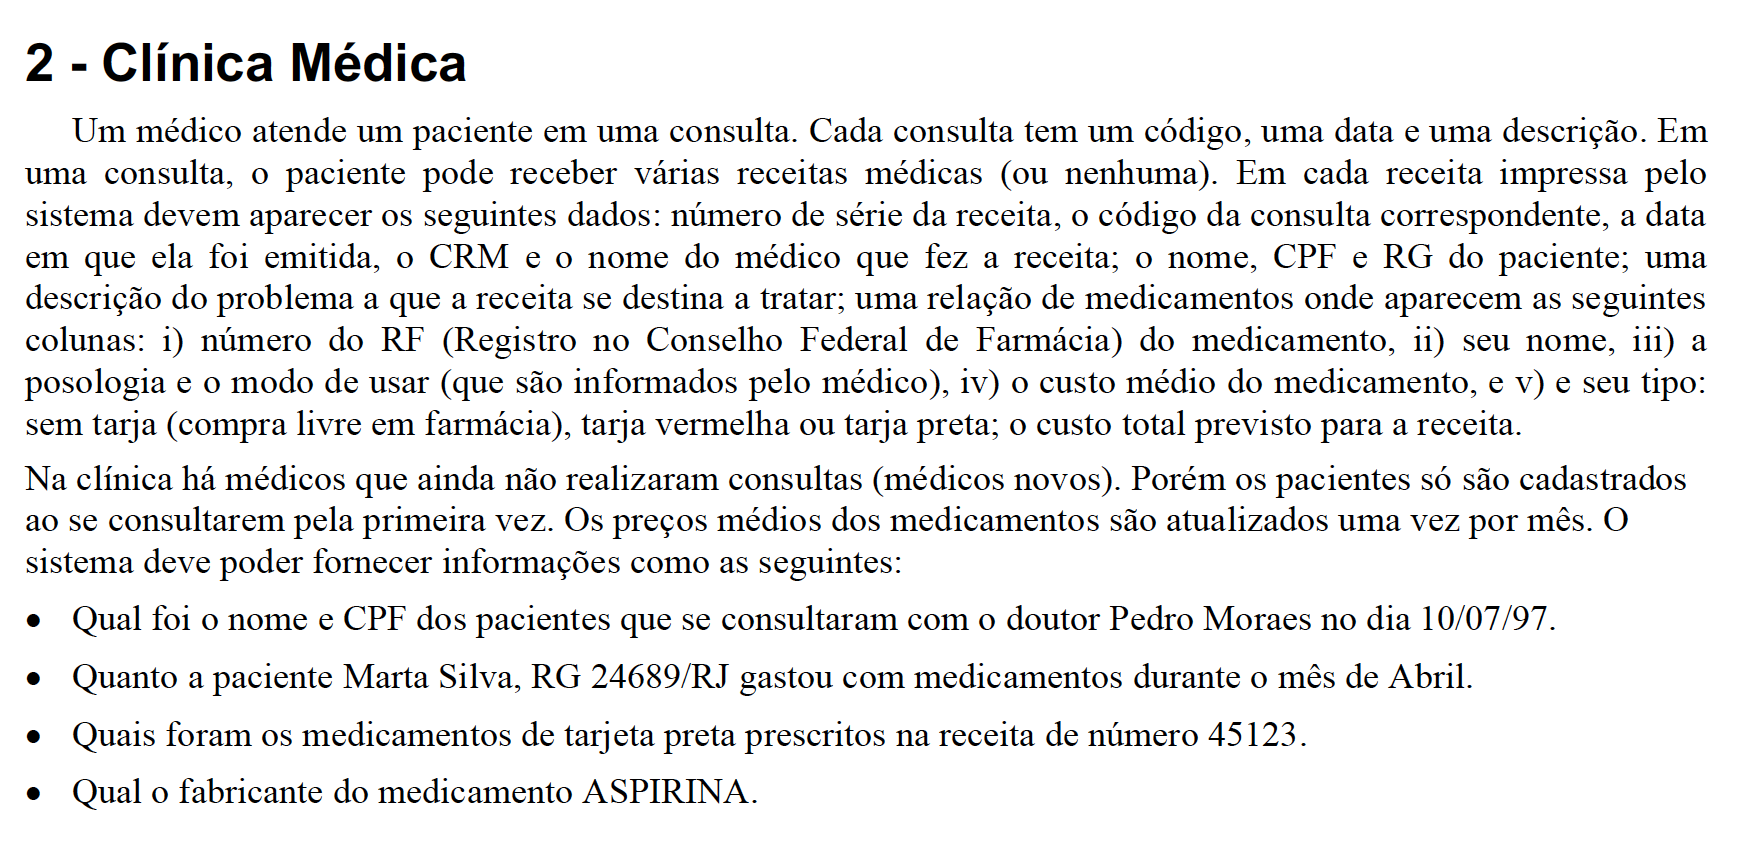 2 - Clínica Médica
Um médico atende um paciente em uma consulta. Cada consulta tem um código, uma data e uma descrição. Em
uma consulta, o paciente pode receber várias receitas médicas (ou nenhuma). Em cada receita impressa pelo
sistema devem aparecer os seguintes dados: número de série da receita, o código da consulta correspondente, a data
em que ela foi emitida, o CRM e o nome do médico que fez a receita; o nome, CPF e RG do paciente; uma
descrição do problema a que a receita se destina a tratar; uma relação de medicamentos onde aparecem as seguintes
colunas: i) número do RF (Registro no Conselho Federal de Farmácia) do medicamento, ii) seu nome, iii) a
posologia e o modo de usar (que são informados pelo médico), iv) o custo médio do medicamento, e v) e seu tipo:
sem tarja (compra livre em farmácia), tarja vermelha ou tarja preta; o custo total previsto para a receita.
Na clínica há médicos que ainda não realizaram consultas (médicos novos). Porém os pacientes só são cadastrados
ao se consultarem pela primeira vez. Os preços médios dos medicamentos são atualizados uma vez por mês. O
sistema deve poder fornecer informações como as seguintes:
• Qual foi o nome e CPF dos pacientes que se consultaram com o doutor Pedro Moraes no dia 10/07/97.
• Quanto a paciente Marta Silva, RG 24689/RJ gastou com medicamentos durante o mês de Abril.
• Quais foram os medicamentos de tarjeta preta prescritos na receita de número 45123.
• Qual o fabricante do medicamento ASPIRINA.